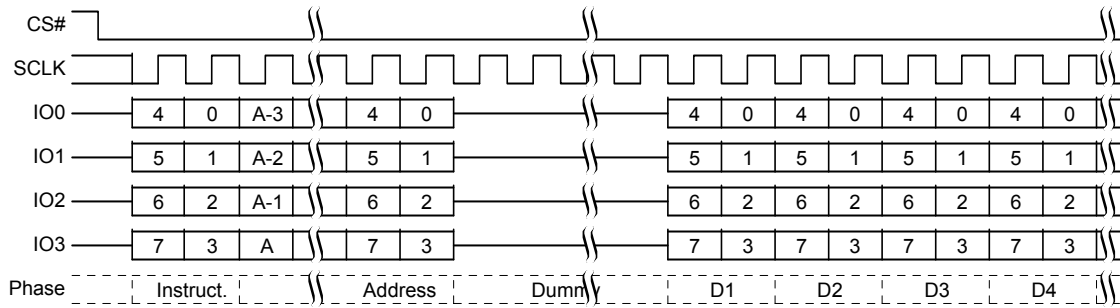 CS#
SCLK
IO0 4 0 A-3 4 0 4 0 4 0 4 0 4 0
IO1 5 1 A-2 5 1 5 1 5 1 5 1 5 1
IO2 6 2 A-1 6 2 6 2 6 2 6 2 6 2
IO3 7 3 A 7 3 7 3 7 3 7 3 7 3
Phase Instruct. Address Dummy D1 D2 D3 D4